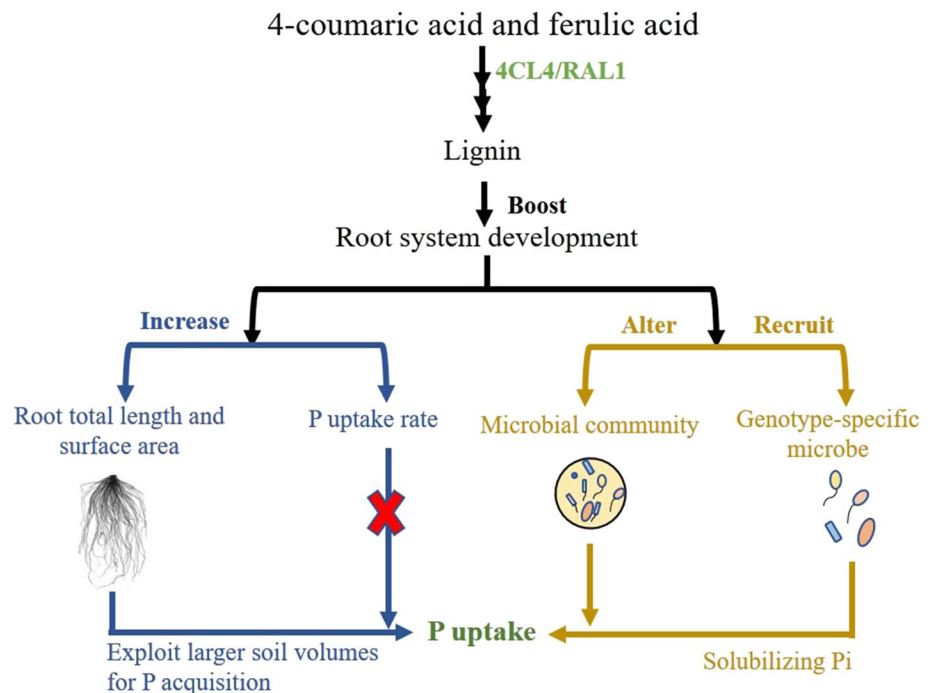 4-coumaric acid and ferulic acid
4CL4/RAL1
Lignin
Boost
Root system development
Increase
Alter
Recruit
Root total length and
surface area
P uptake rate
Microbial community
Genotype-specific
microbe
P uptake
Exploit larger soil volumes
for P acquisition
Solubilizing Pi